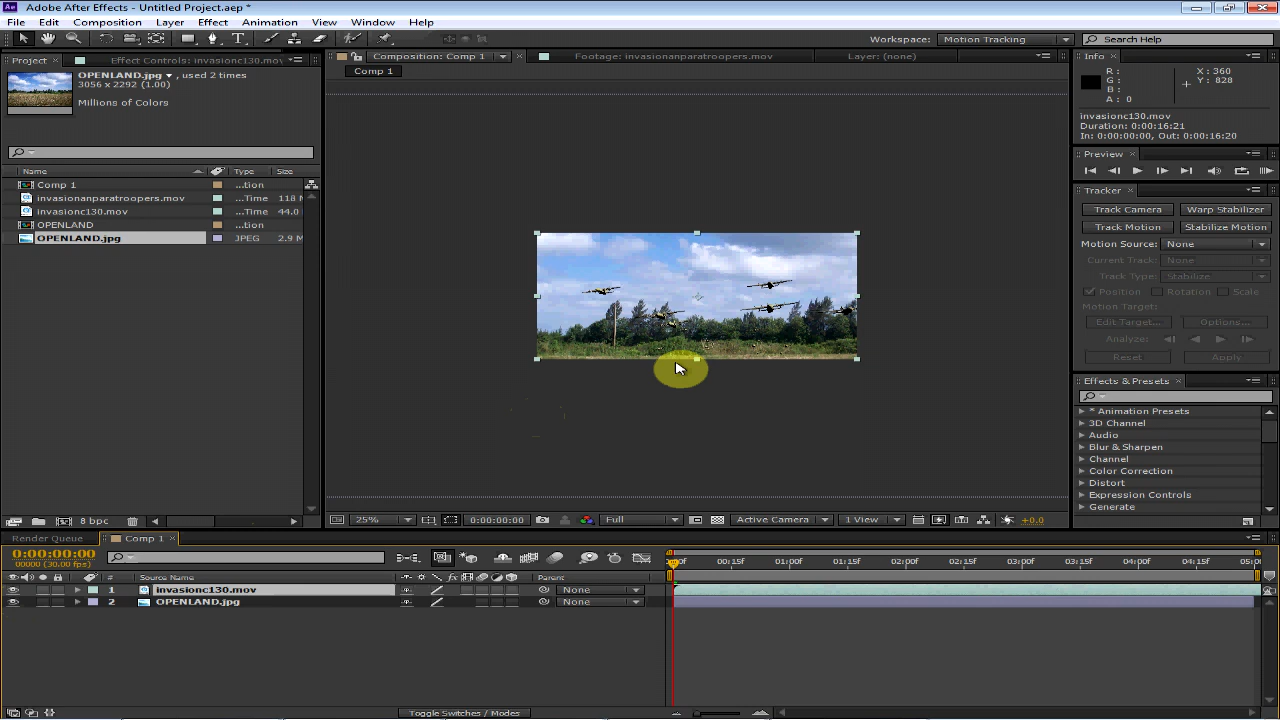 Adobe After Effects - Untitled Project.aep *
File Edit Composition Layer Effect Animation View Window Help
Workspace: Motion Tracking Search Help
Project Effect Controls: invasionc130.mov
OPENLAND.jpg , used 2 times
3056 x 2292 (1.00)
Millions of Colors
Name Size
Comp 1 ...tion
invasionanparatroopers.mov ...Time 118 M
invasionc130.mov ...Time 44.0
OPENLAND ...tion
OPENLAND.jpg JPEG 2.9 M
8 bpc
Composition: Comp 1 Footage: invasionanparatroopers.mov Layer: (none)
Comp 1
25% 0:00:00:00 Full Active Camera 1 View +0.0
Info
R: X: 360
G: Y: 828
B:
A: 0
invasionc130.mov
Duration: 0:00:16:21
In: 0:00:00:00, Out: 0:00:16:20
Preview
Tracker
Track Camera Warp Stabilizer
Track Motion Stabilize Motion
Motion Source: None
Current Track: None
Track Type: Stabilize
Position Rotation Scale
Motion Target:
Edit Target... Options...
Analyze:
Reset Apply
Effects & Presets
* Animation Presets
3D Channel
Audio
Blur & Sharpen
Channel
Color Correction
Distort
Expression Controls
Generate
Render Queue Comp 1
0:00:00:00
00000 (30.00 fps)
# Source Name fx Parent
1 invasionc130.mov None
2 OPENLAND.jpg None
00:15f 01:00f 01:15f 02:00f 02:15f 03:00f 03:15f 04:00f 04:15f
Toggle Switches / Modes